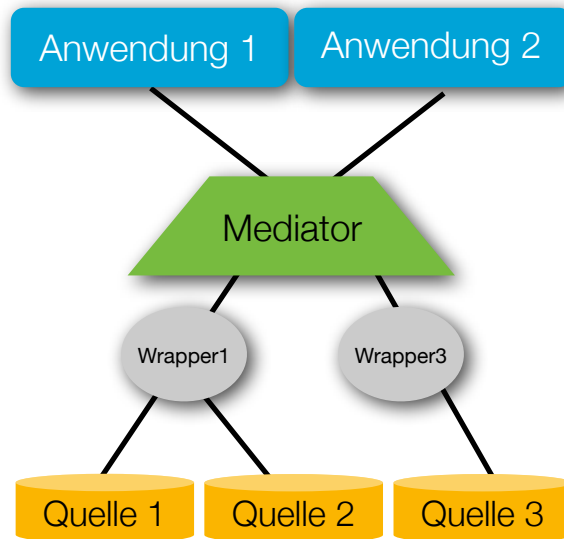 Anwendung 1
Anwendung 2
Mediator
Wrapper1
Wrapper3
Quelle 1
Quelle 2
Quelle 3